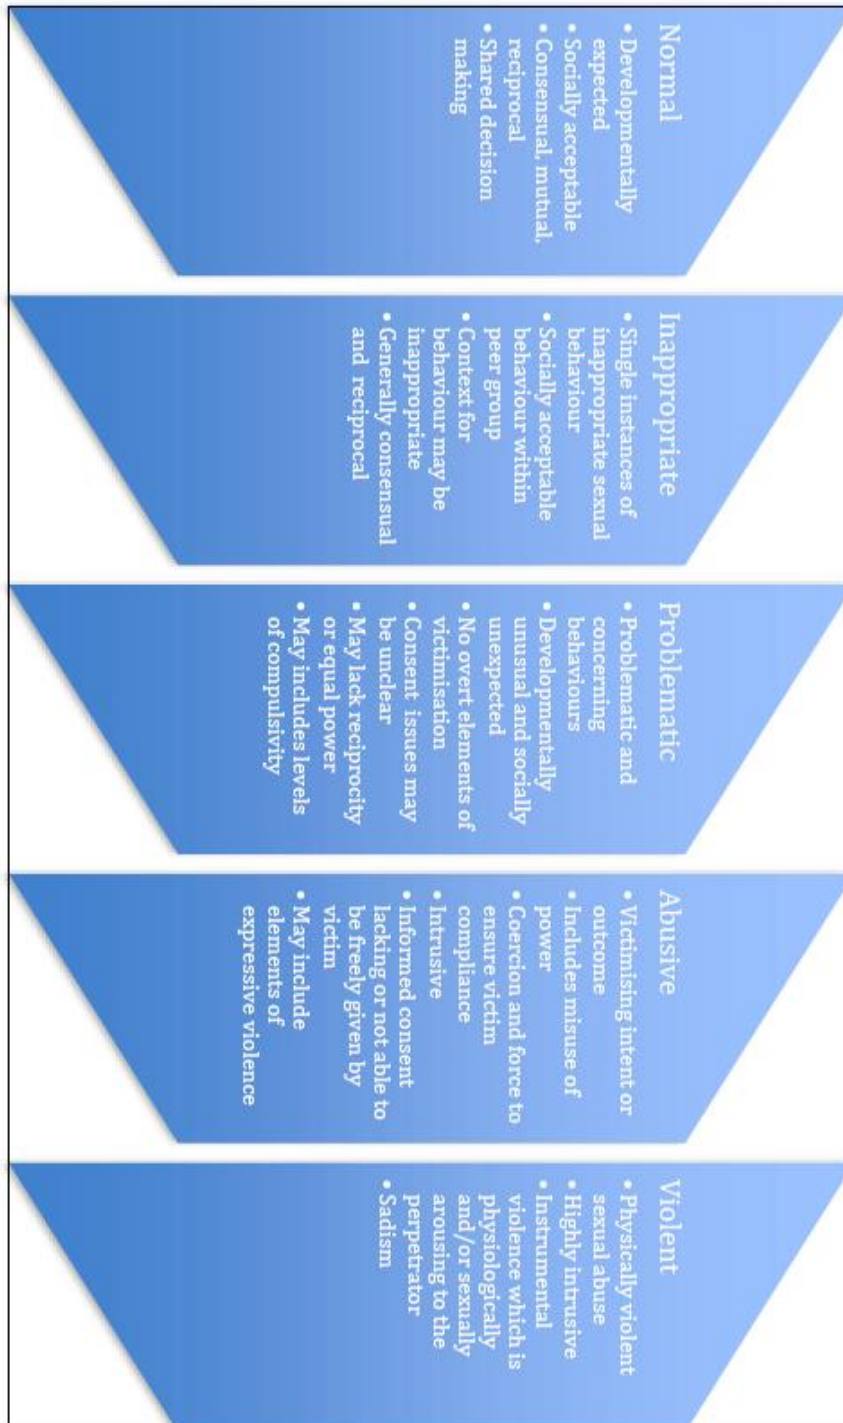 Normal
• Developmentally
expected
• Socially acceptable
• Consensual, mutual,
reciprocal
• Shared decision
making
Inappropriate
• Single instances of
inappropriate sexual
behaviour
• Socially acceptable
behaviour within
peer group
• Context for
behaviour may be
inappropriate
• Generally consensual
and reciprocal
Problematic
• Problematic and
concerning
behaviours
• Developmentally
unusual and socially
unexpected
• No overt elements of
victimisation
• Consent issues may
be unclear
• May lack reciprocity
or equal power
• May includes levels
of compulsivity
Abusive
• Victimising intent or
outcome
• Includes misuse of
power
• Coercion and force to
ensure victim
compliance
• Intrusive
• Informed consent
lacking or not able to
be freely given by
victim
• May include
elements of
expressive violence
Violent
• Physically violent
sexual abuse
• Highly intrusive
• Instrumental
violence which is
physiologically
and/or sexually
arousing to the
perpetrator
• Sadism